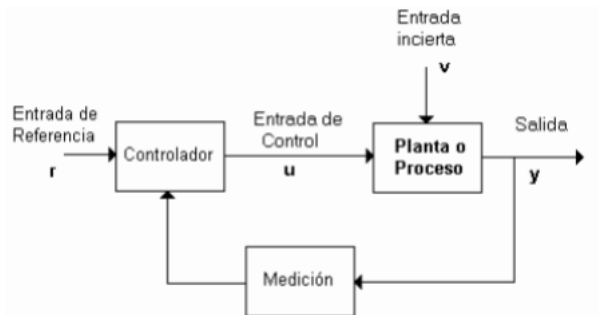 Entrada
incierta
v
Entrada de
Referencia
r
Controlador
Entrada de
Control
u
Planta o
Proceso
Salida
y
Medición